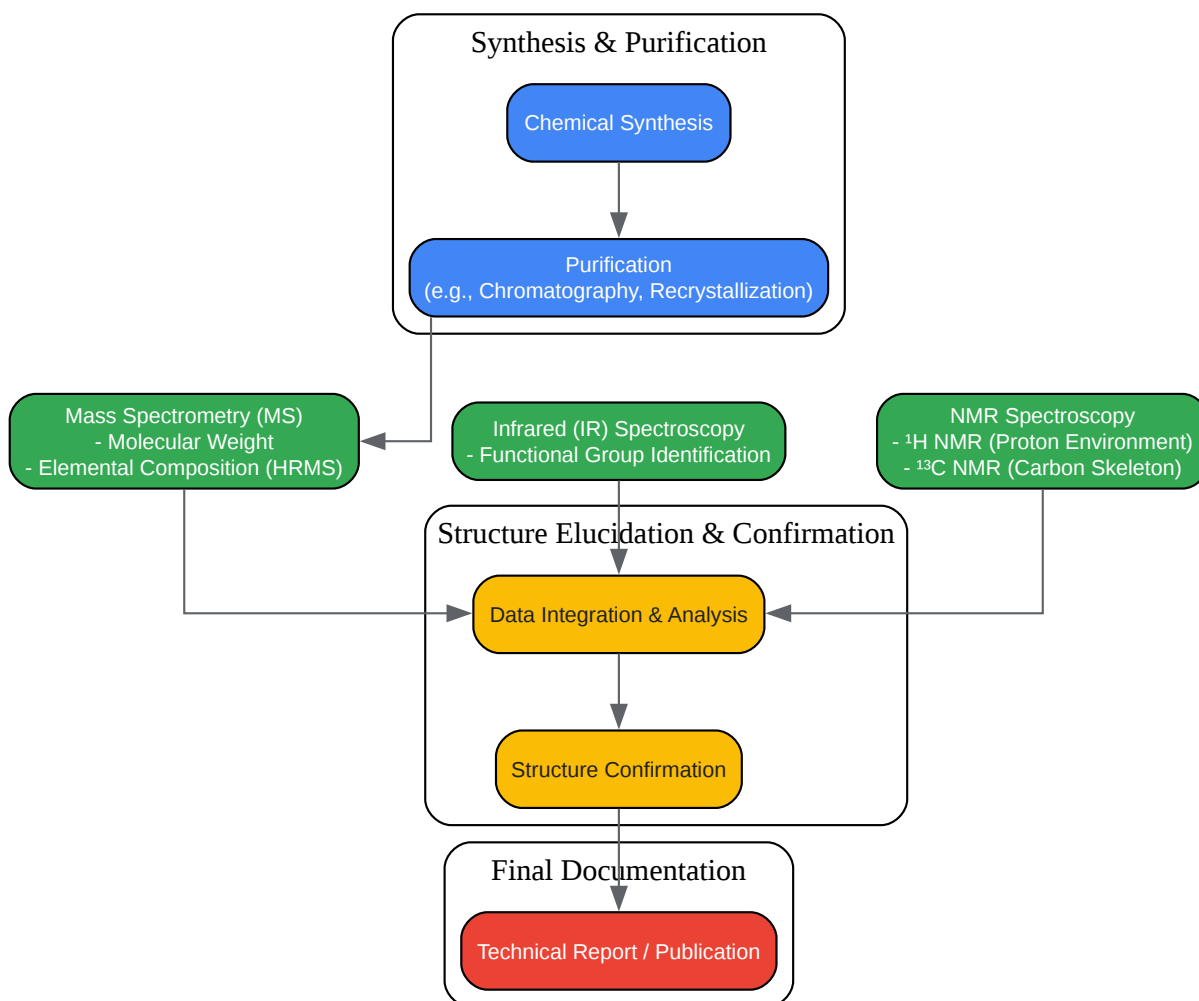 Synthesis & Purification
Chemical Synthesis
Purification
(e.g., Chromatography, Recrystallization)
Mass Spectrometry (MS)
- Molecular Weight
- Elemental Composition (HRMS)
Infrared (IR) Spectroscopy
- Functional Group Identification
NMR Spectroscopy
- ¹H NMR (Proton Environment)
- ¹³C NMR (Carbon Skeleton)
Structure Elucidation & Confirmation
Data Integration & Analysis
Structure Confirmation
Final Documentation
Technical Report / Publication